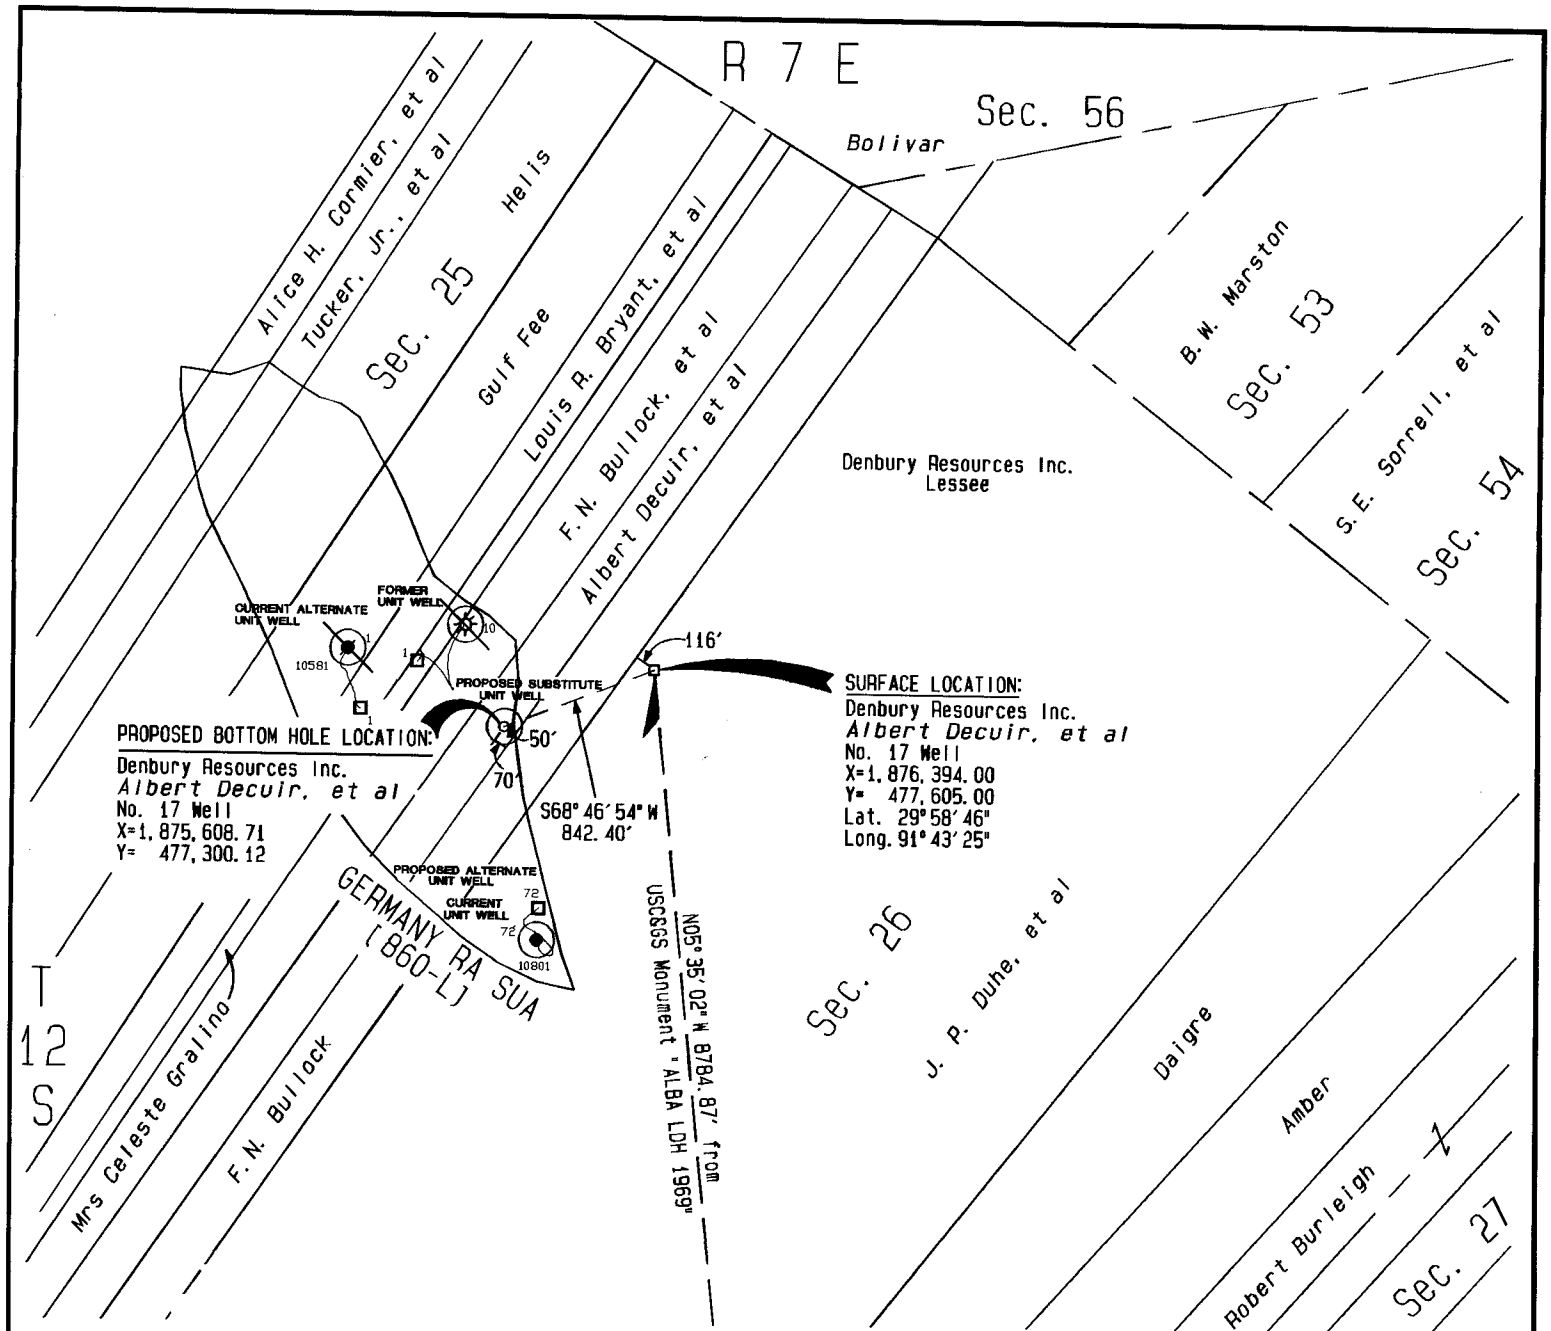 R 7 E
Sec. 56
Bolivar
Alice H. Cormier, et al
Tucker, Jr., et al
Sec. 25
Helis
Gulf Fee
Louis R. Bryant, et al
F. N. Bullock, et al
Albert Decuir, et al
B. W. Marston
Sec. 53
S. E. Sorrell, et al
Sec. 54
Denbury Resources Inc.
Lessee
CURRENT ALTERNATE
UNIT WELL
1
10581
1
FORMER
UNIT WELL
10
1
PROPOSED SUBSTITUTE
UNIT WELL
50'
70'
116'
S68°46'54"W
842.40'
SURFACE LOCATION:
Denbury Resources Inc.
Albert Decuir, et al
No. 17 Well
X=1,876,394.00
Y= 477,605.00
Lat. 29°58'46"
Long. 91°43'25"
PROPOSED BOTTOM HOLE LOCATION:
Denbury Resources Inc.
Albert Decuir, et al
No. 17 Well
X=1,875,608.71
Y= 477,300.12
PROPOSED ALTERNATE
UNIT WELL
CURRENT
UNIT WELL
72
72
10801
GERMANY RA SUA
[860-L]
N05°35'02"W 8784.87' from
USC&GS Monument "ALBA LDH 1969"
T
12
S
Mrs Celeste Gralino
F. N. Bullock
Sec. 26
J. P. Duhe, et al
Daigre
Amber
Robert Burleigh
Sec. 27